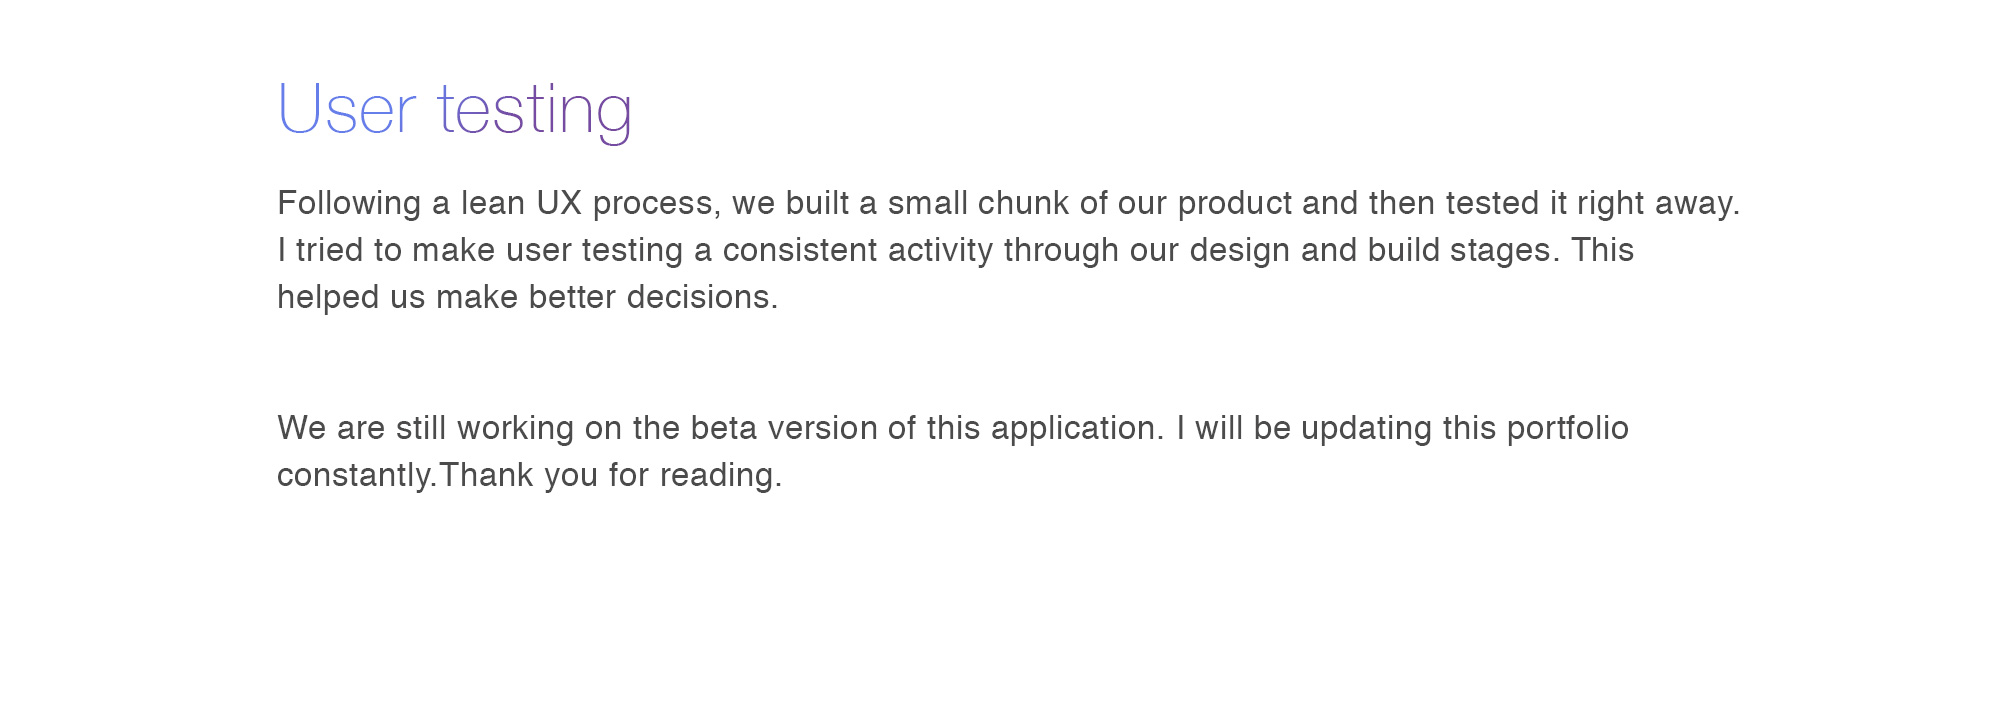 User testing
Following a lean UX process, we built a small chunk of our product and then tested it right away.
I tried to make user testing a consistent activity through our design and build stages. This
helped us make better decisions.
We are still working on the beta version of this application. I will be updating this portfolio
constantly.Thank you for reading.